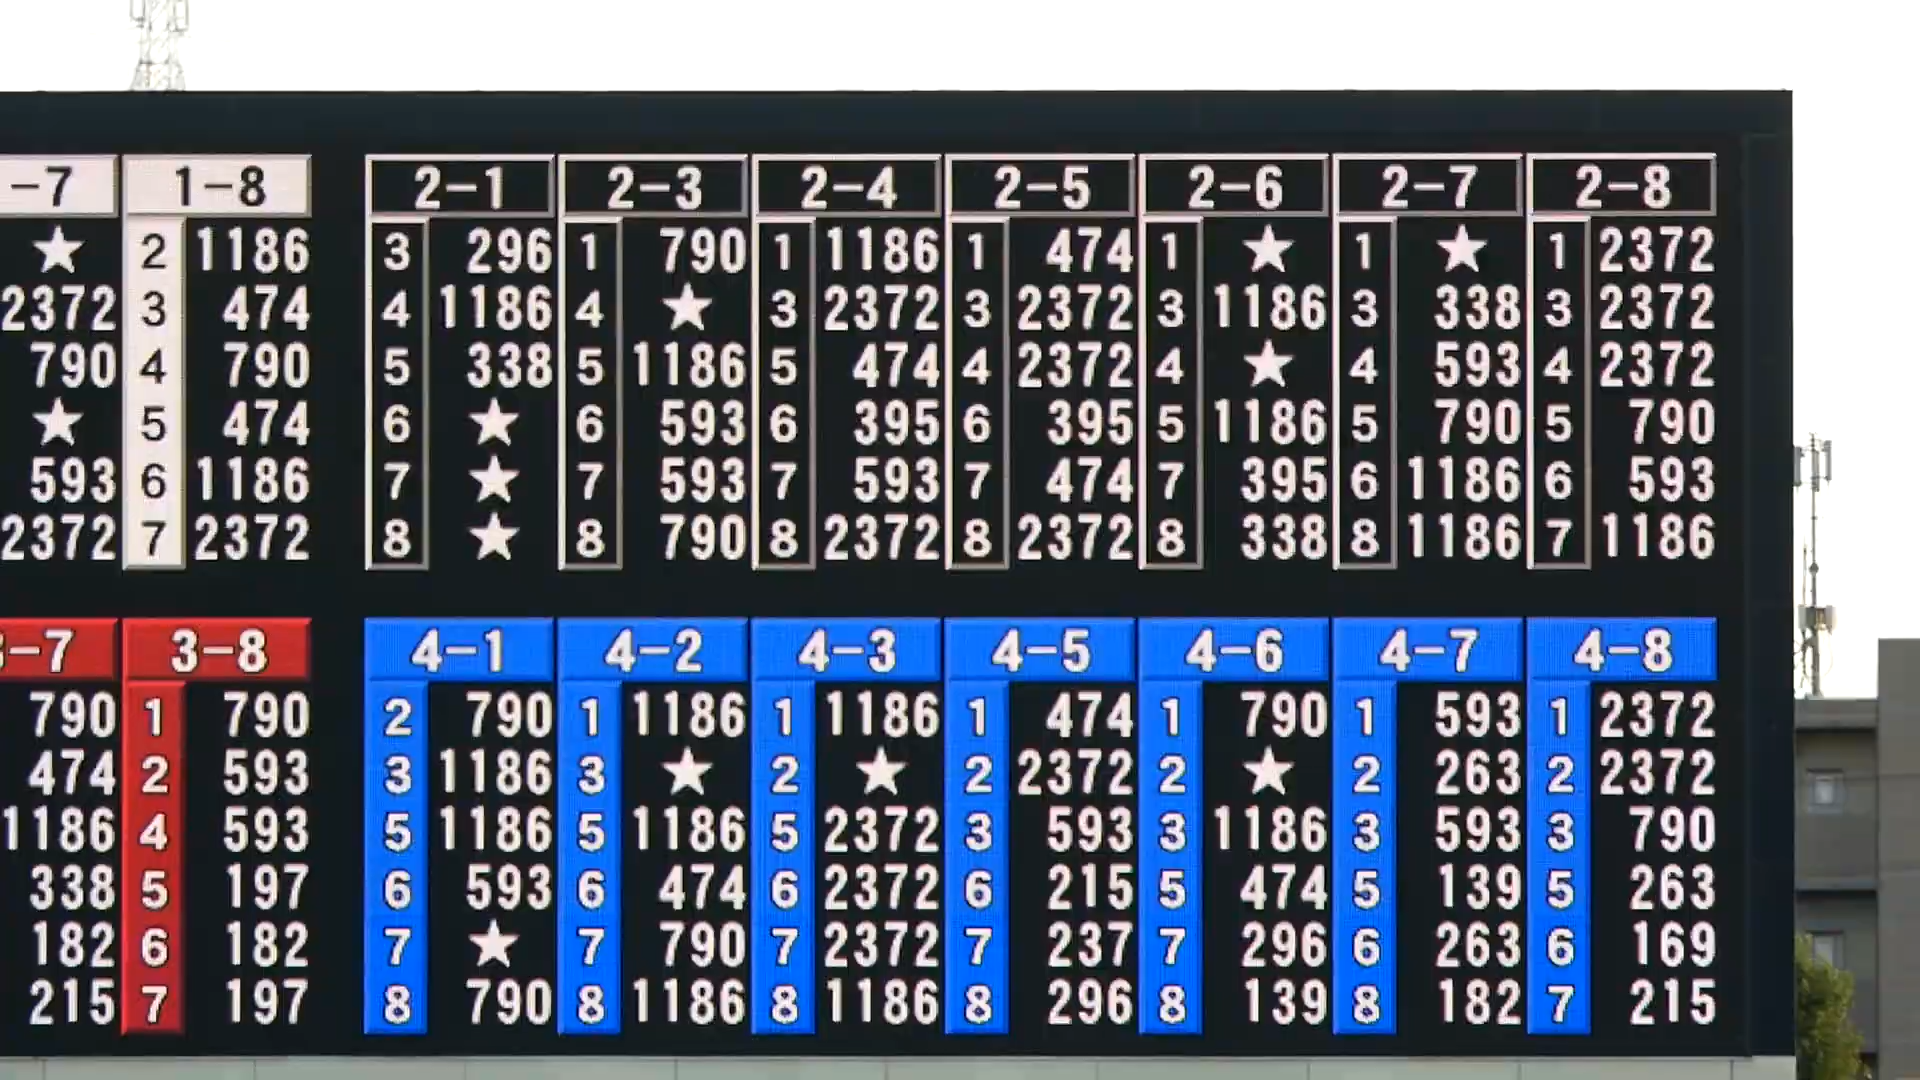 -7 1-8 2-1 2-3 2-4 2-5 2-6 2-7 2-8
★ 2 1186 3 296 1 790 1 1186 1 474 1 ★ 1 ★ 1 2372
2372 3 474 4 1186 4 ★ 3 2372 3 2372 3 1186 3 338 3 2372
790 4 790 5 338 5 1186 5 474 4 2372 4 ★ 4 593 4 2372
★ 5 474 6 ★ 6 593 6 395 6 395 5 1186 5 790 5 790
593 6 1186 7 ★ 7 593 7 593 7 474 7 395 6 1186 6 593
2372 7 2372 8 ★ 8 790 8 2372 8 2372 8 338 8 1186 7 1186
3-7 3-8 4-1 4-2 4-3 4-5 4-6 4-7 4-8
790 1 790 2 790 1 1186 1 1186 1 474 1 790 1 593 1 2372
474 2 593 3 1186 3 ★ 2 ★ 2 2372 2 ★ 2 263 2 2372
1186 4 593 5 1186 5 1186 5 2372 3 593 3 1186 3 593 3 790
338 5 197 6 593 6 474 6 2372 6 215 5 474 5 139 5 263
182 6 182 7 ★ 7 790 7 2372 7 237 7 296 6 263 6 169
215 7 197 8 790 8 1186 8 1186 8 296 8 139 8 182 7 215